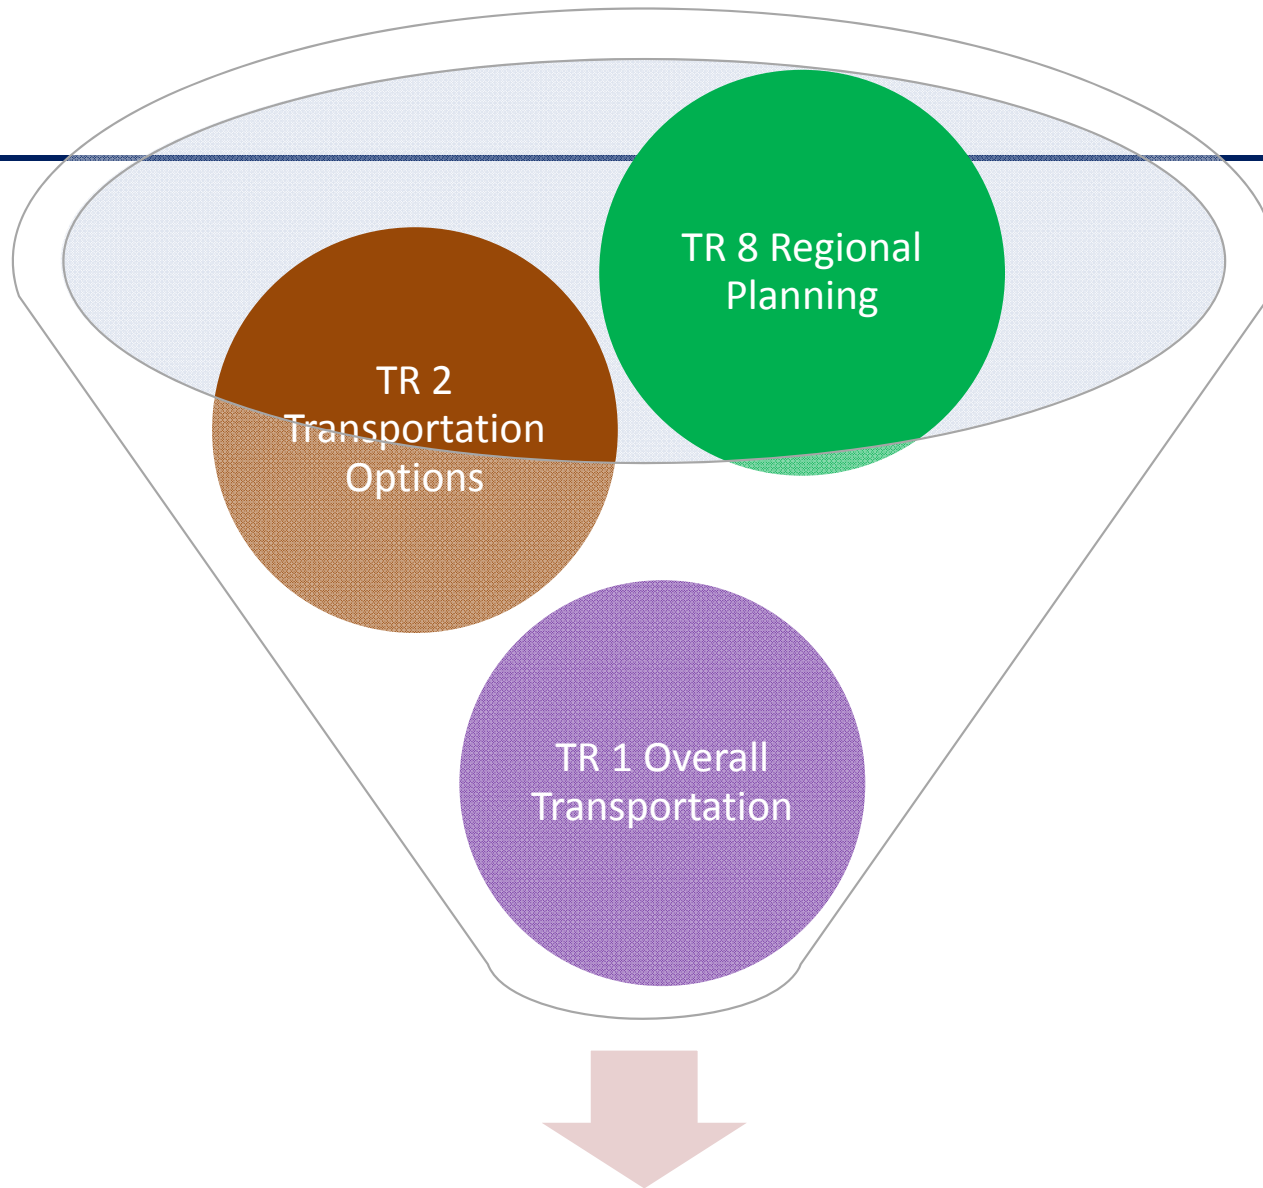 TR 8 Regional
Planning
TR 2
Transportation
Options
TR 1 Overall
Transportation